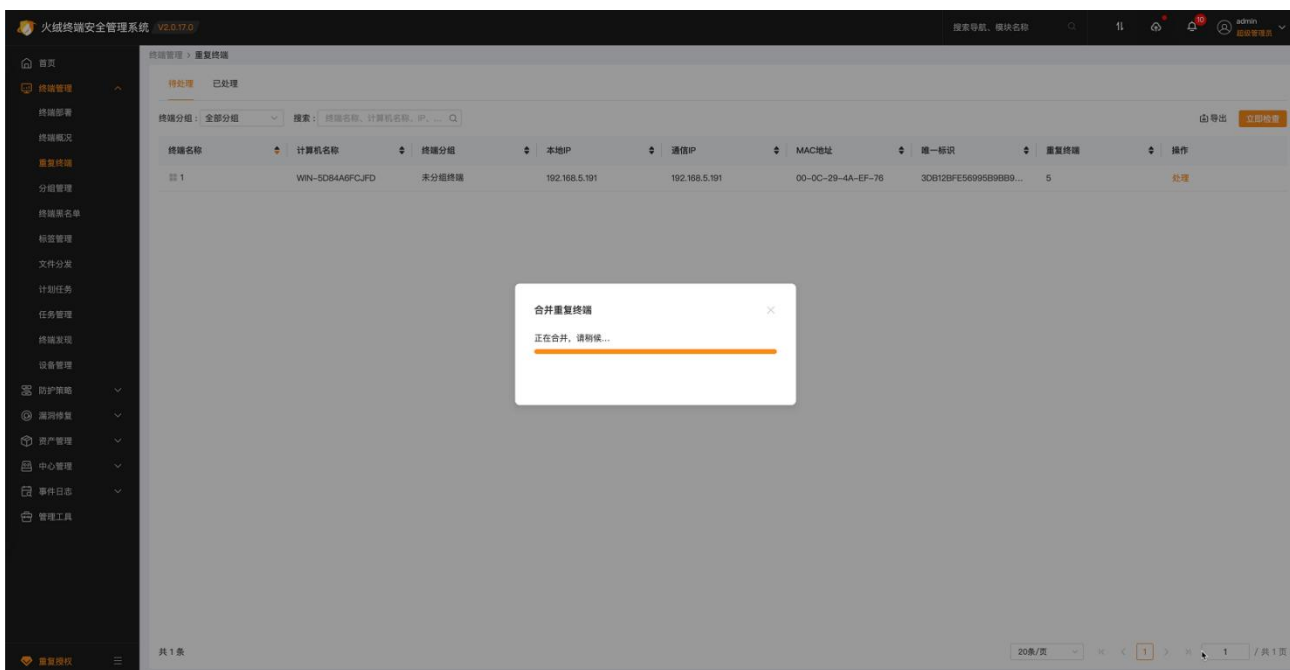 火绒终端安全管理系统 V2.0.17.0
搜索导航、模块名称
10
admin
超级管理员
首页
终端管理
终端部署
终端概况
重复终端
分组管理
终端黑名单
标签管理
文件分发
计划任务
任务管理
终端发现
设备管理
防护策略
漏洞修复
资产管理
中心管理
事件日志
管理工具
重复授权
终端管理 > 重复终端
待处理 已处理
终端分组: 全部分组 搜索: 终端名称、计算机名称、IP、... 导出 立即检查
终端名称 计算机名称 终端分组 本地IP 通信IP MAC地址 唯一标识 重复终端 操作
1 WIN-5D84A6FCJFD 未分组终端 192.168.5.191 192.168.5.191 00-0C-29-4A-EF-76 3DB12BFE56995B9BB9... 5 处理
合并重复终端
正在合并，请稍候...
共 1 条 20条/页 1 1 / 共 1 页